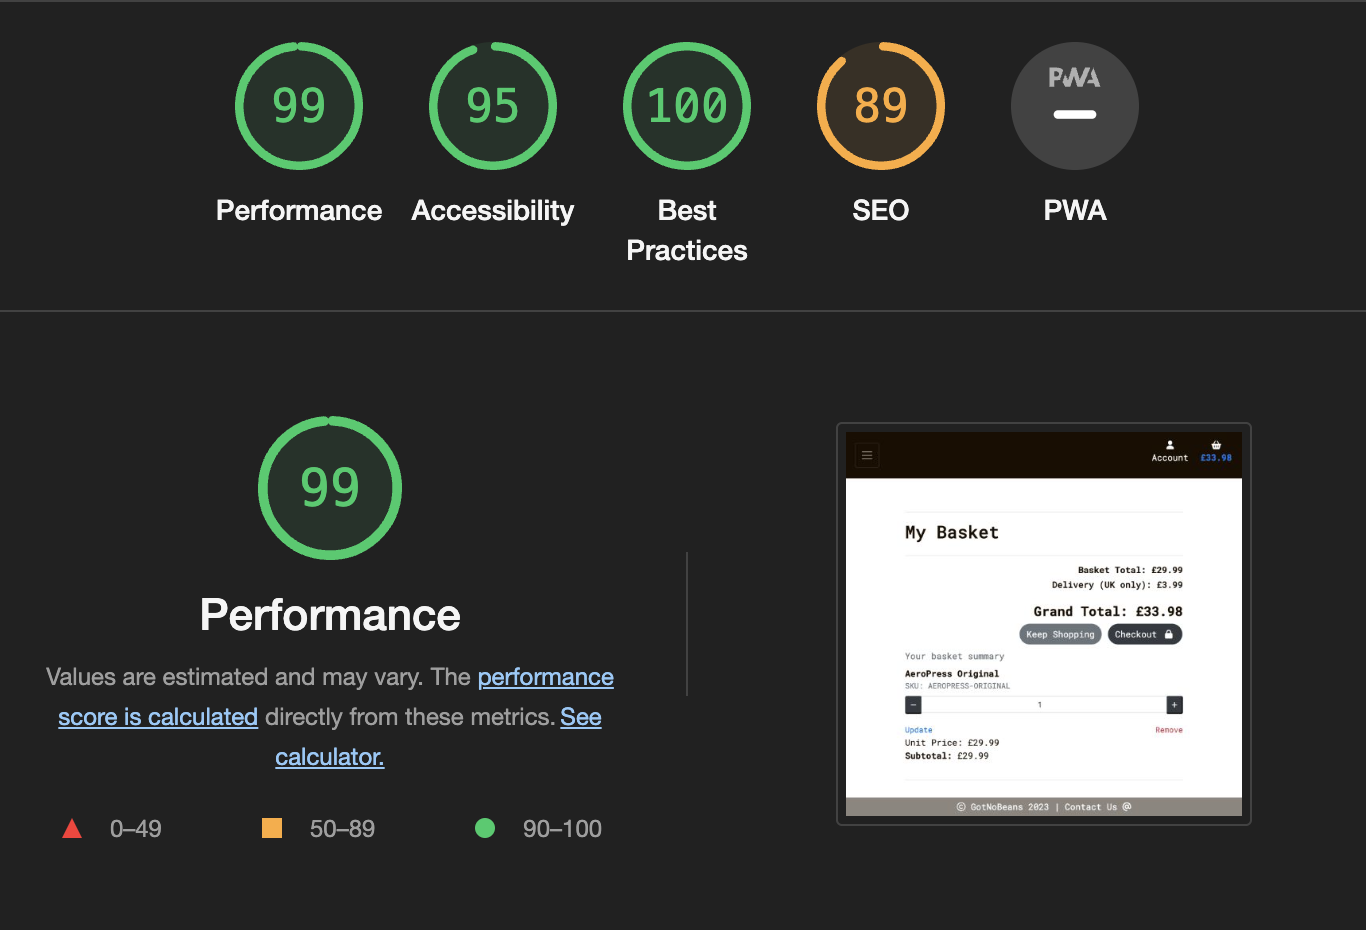 99
95
100
89
PWA
Performance
Accessibility
Best
Practices
SEO
PWA
99
Performance
Values are estimated and may vary. The performance
score is calculated directly from these metrics. See
calculator.
0–49
50–89
90–100
Account
£33.98
My Basket
Basket Total: £29.99
Delivery (UK only): £3.99
Grand Total: £33.98
Keep Shopping
Checkout
Your basket summary
AeroPress Original
SKU: AEROPRESS-ORIGINAL
- 1 +
Update
Remove
Unit Price: £29.99
Subtotal: £29.99
© GotNoBeans 2023 | Contact Us @